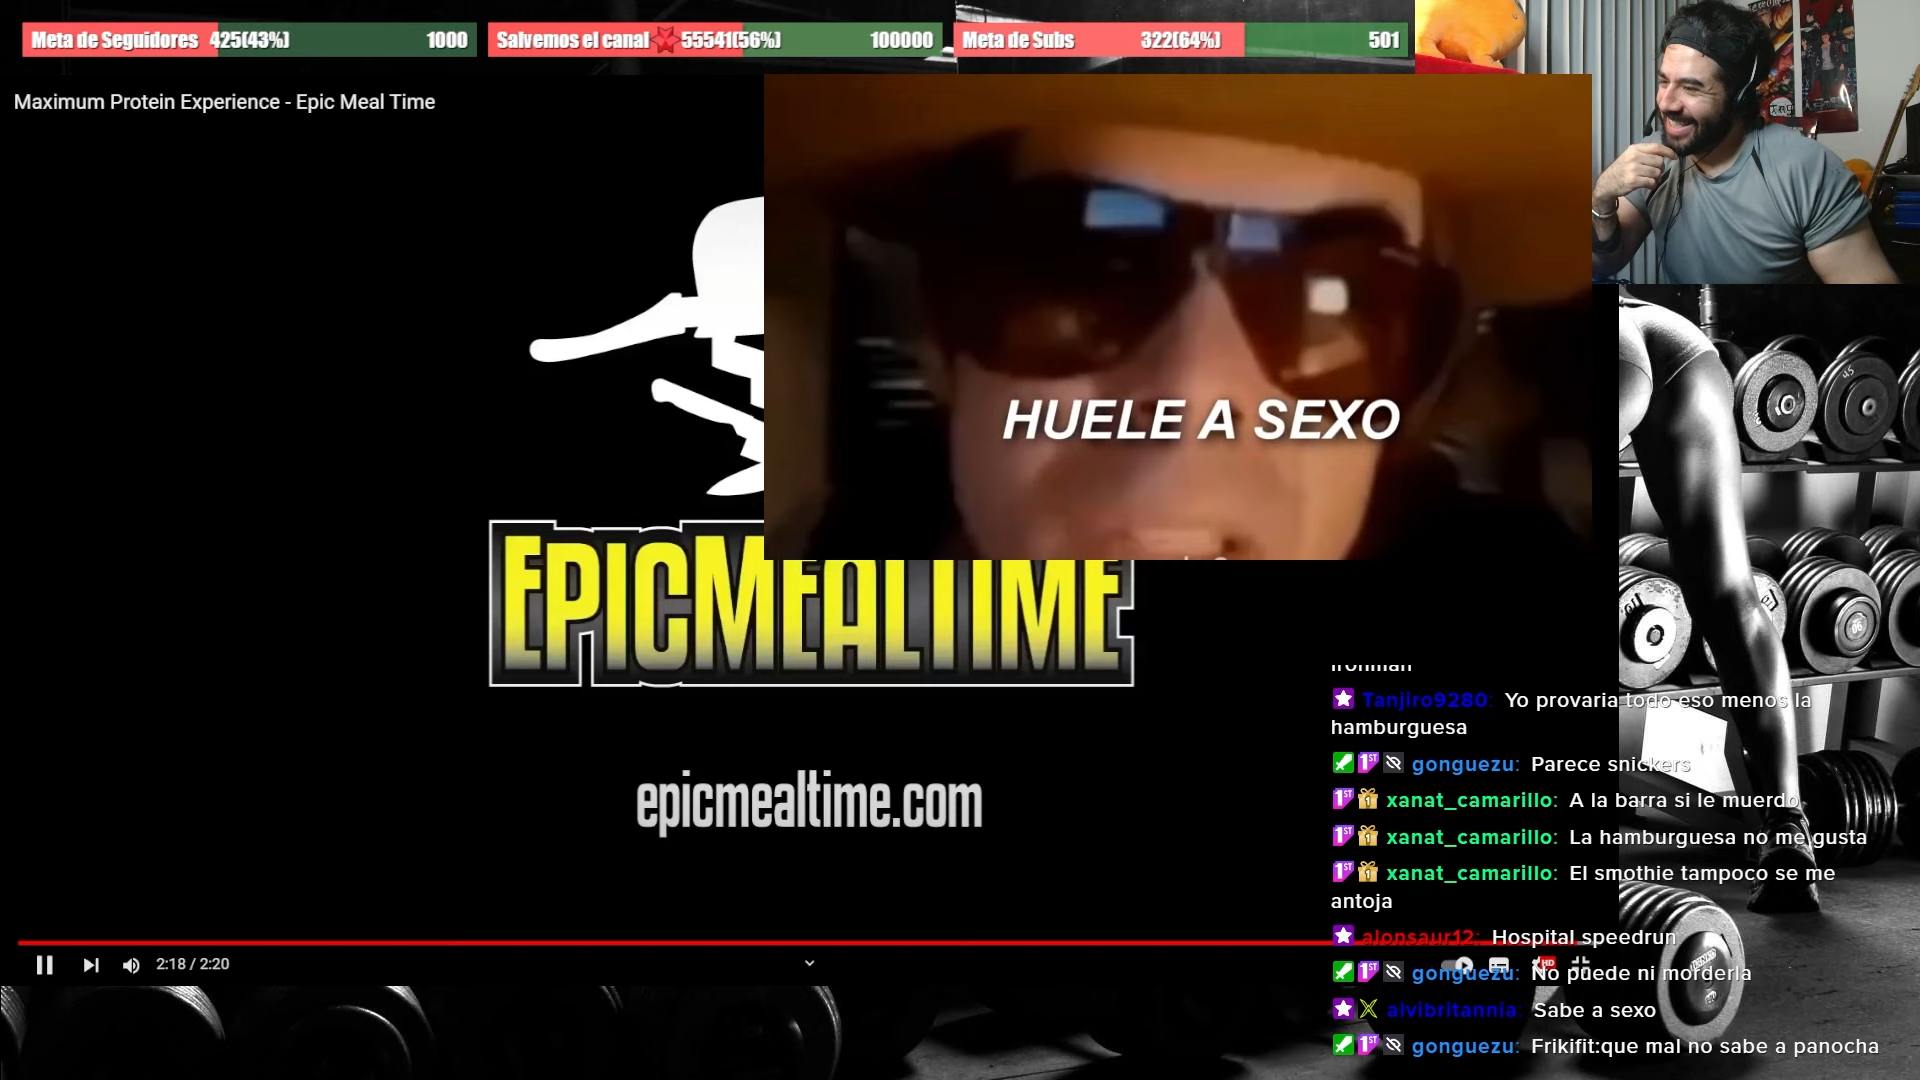 Meta de Seguidores 425(43%) 1000
Salvemos el canal 55541(56%) 100000
Meta de Subs 322(64%) 501
Maximum Protein Experience - Epic Meal Time
HUELE A SEXO
EPICMEALTIME
epicmealtime.com
ironman
Tanjiro9280: Yo provaria todo eso menos la
hamburguesa
gonguezu: Parece snickers
xanat_camarillo: A la barra si le muerdo
xanat_camarillo: La hamburguesa no me gusta
xanat_camarillo: El smothie tampoco se me
antoja
alonsaur12: Hospital speedrun
gonguezu: No puede ni morderla
alvibritannia: Sabe a sexo
gonguezu: Frikifit:que mal no sabe a panocha
2:18 / 2:20
HD